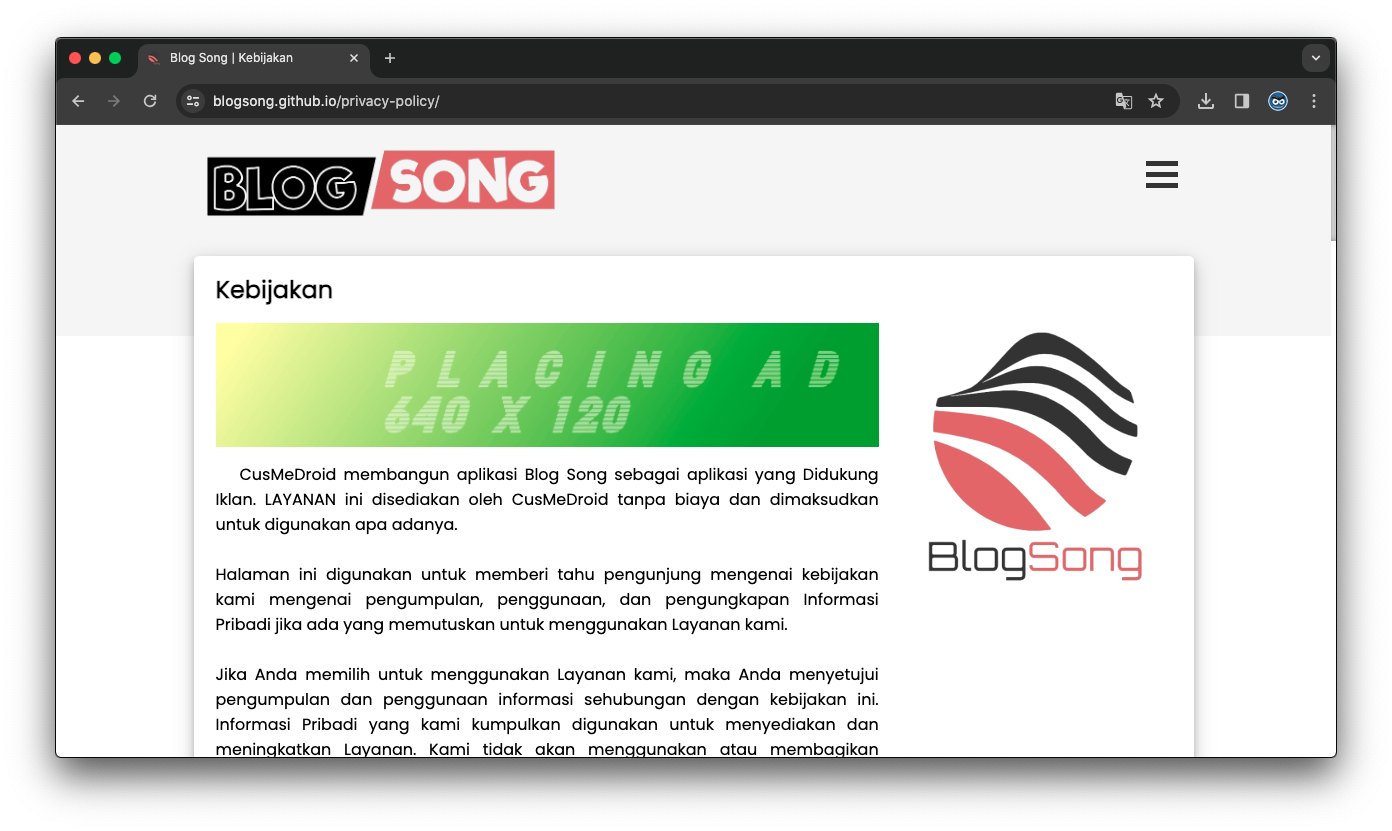 Blog Song | Kebijakan
blogsong.github.io/privacy-policy/
BLOG SONG
Kebijakan
PLACING AD
640 X 120
CusMeDroid membangun aplikasi Blog Song sebagai aplikasi yang Didukung
Iklan. LAYANAN ini disediakan oleh CusMeDroid tanpa biaya dan dimaksudkan
untuk digunakan apa adanya.
Halaman ini digunakan untuk memberi tahu pengunjung mengenai kebijakan
kami mengenai pengumpulan, penggunaan, dan pengungkapan Informasi
Pribadi jika ada yang memutuskan untuk menggunakan Layanan kami.
Jika Anda memilih untuk menggunakan Layanan kami, maka Anda menyetujui
pengumpulan dan penggunaan informasi sehubungan dengan kebijakan ini.
Informasi Pribadi yang kami kumpulkan digunakan untuk menyediakan dan
meningkatkan Layanan. Kami tidak akan menggunakan atau membagikan
BlogSong